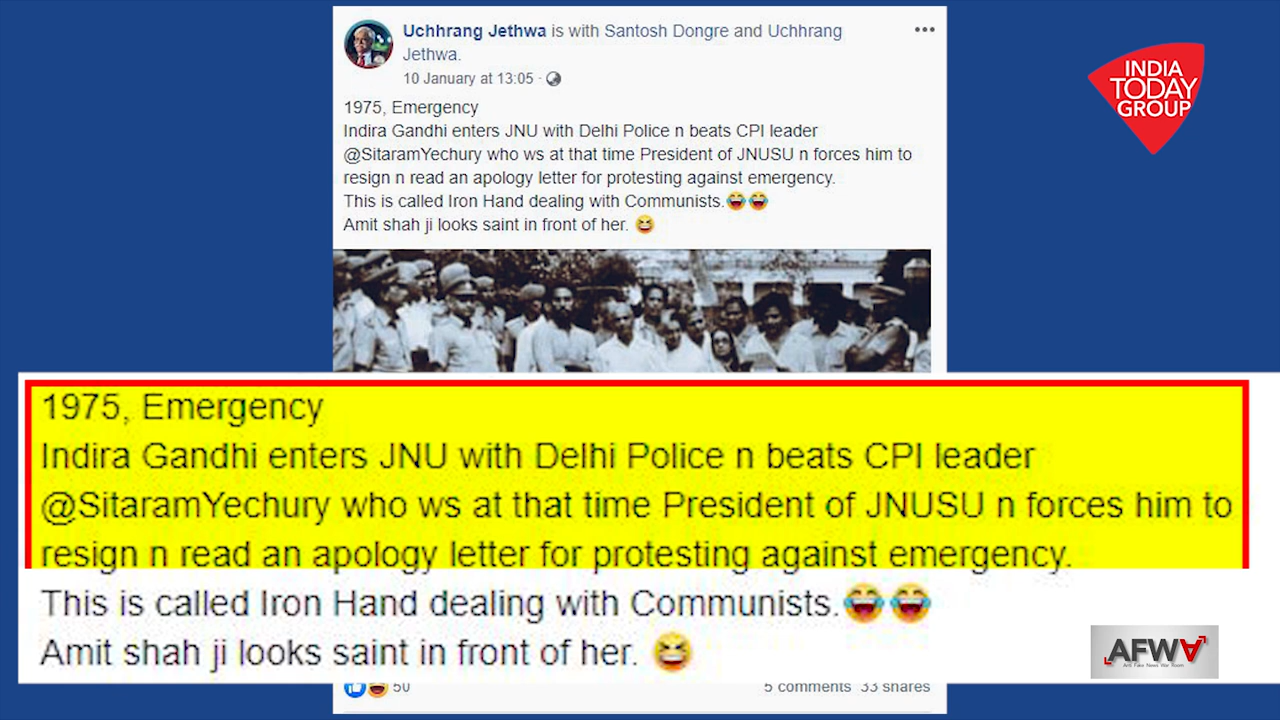 Uchhrang Jethwa is with Santosh Dongre and Uchhrang
Jethwa.
10 January at 13:05 ·
1975, Emergency
Indira Gandhi enters JNU with Delhi Police n beats CPI leader
@SitaramYechury who ws at that time President of JNUSU n forces him to
resign n read an apology letter for protesting against emergency.
This is called Iron Hand dealing with Communists.😂😂
Amit shah ji looks saint in front of her. 😆
INDIA
TODAY
GROUP
1975, Emergency
Indira Gandhi enters JNU with Delhi Police n beats CPI leader
@SitaramYechury who ws at that time President of JNUSU n forces him to
resign n read an apology letter for protesting against emergency.
This is called Iron Hand dealing with Communists.😂😂
Amit shah ji looks saint in front of her. 😆
AFWA
Anti Fake News War Room
50
5 comments 33 shares